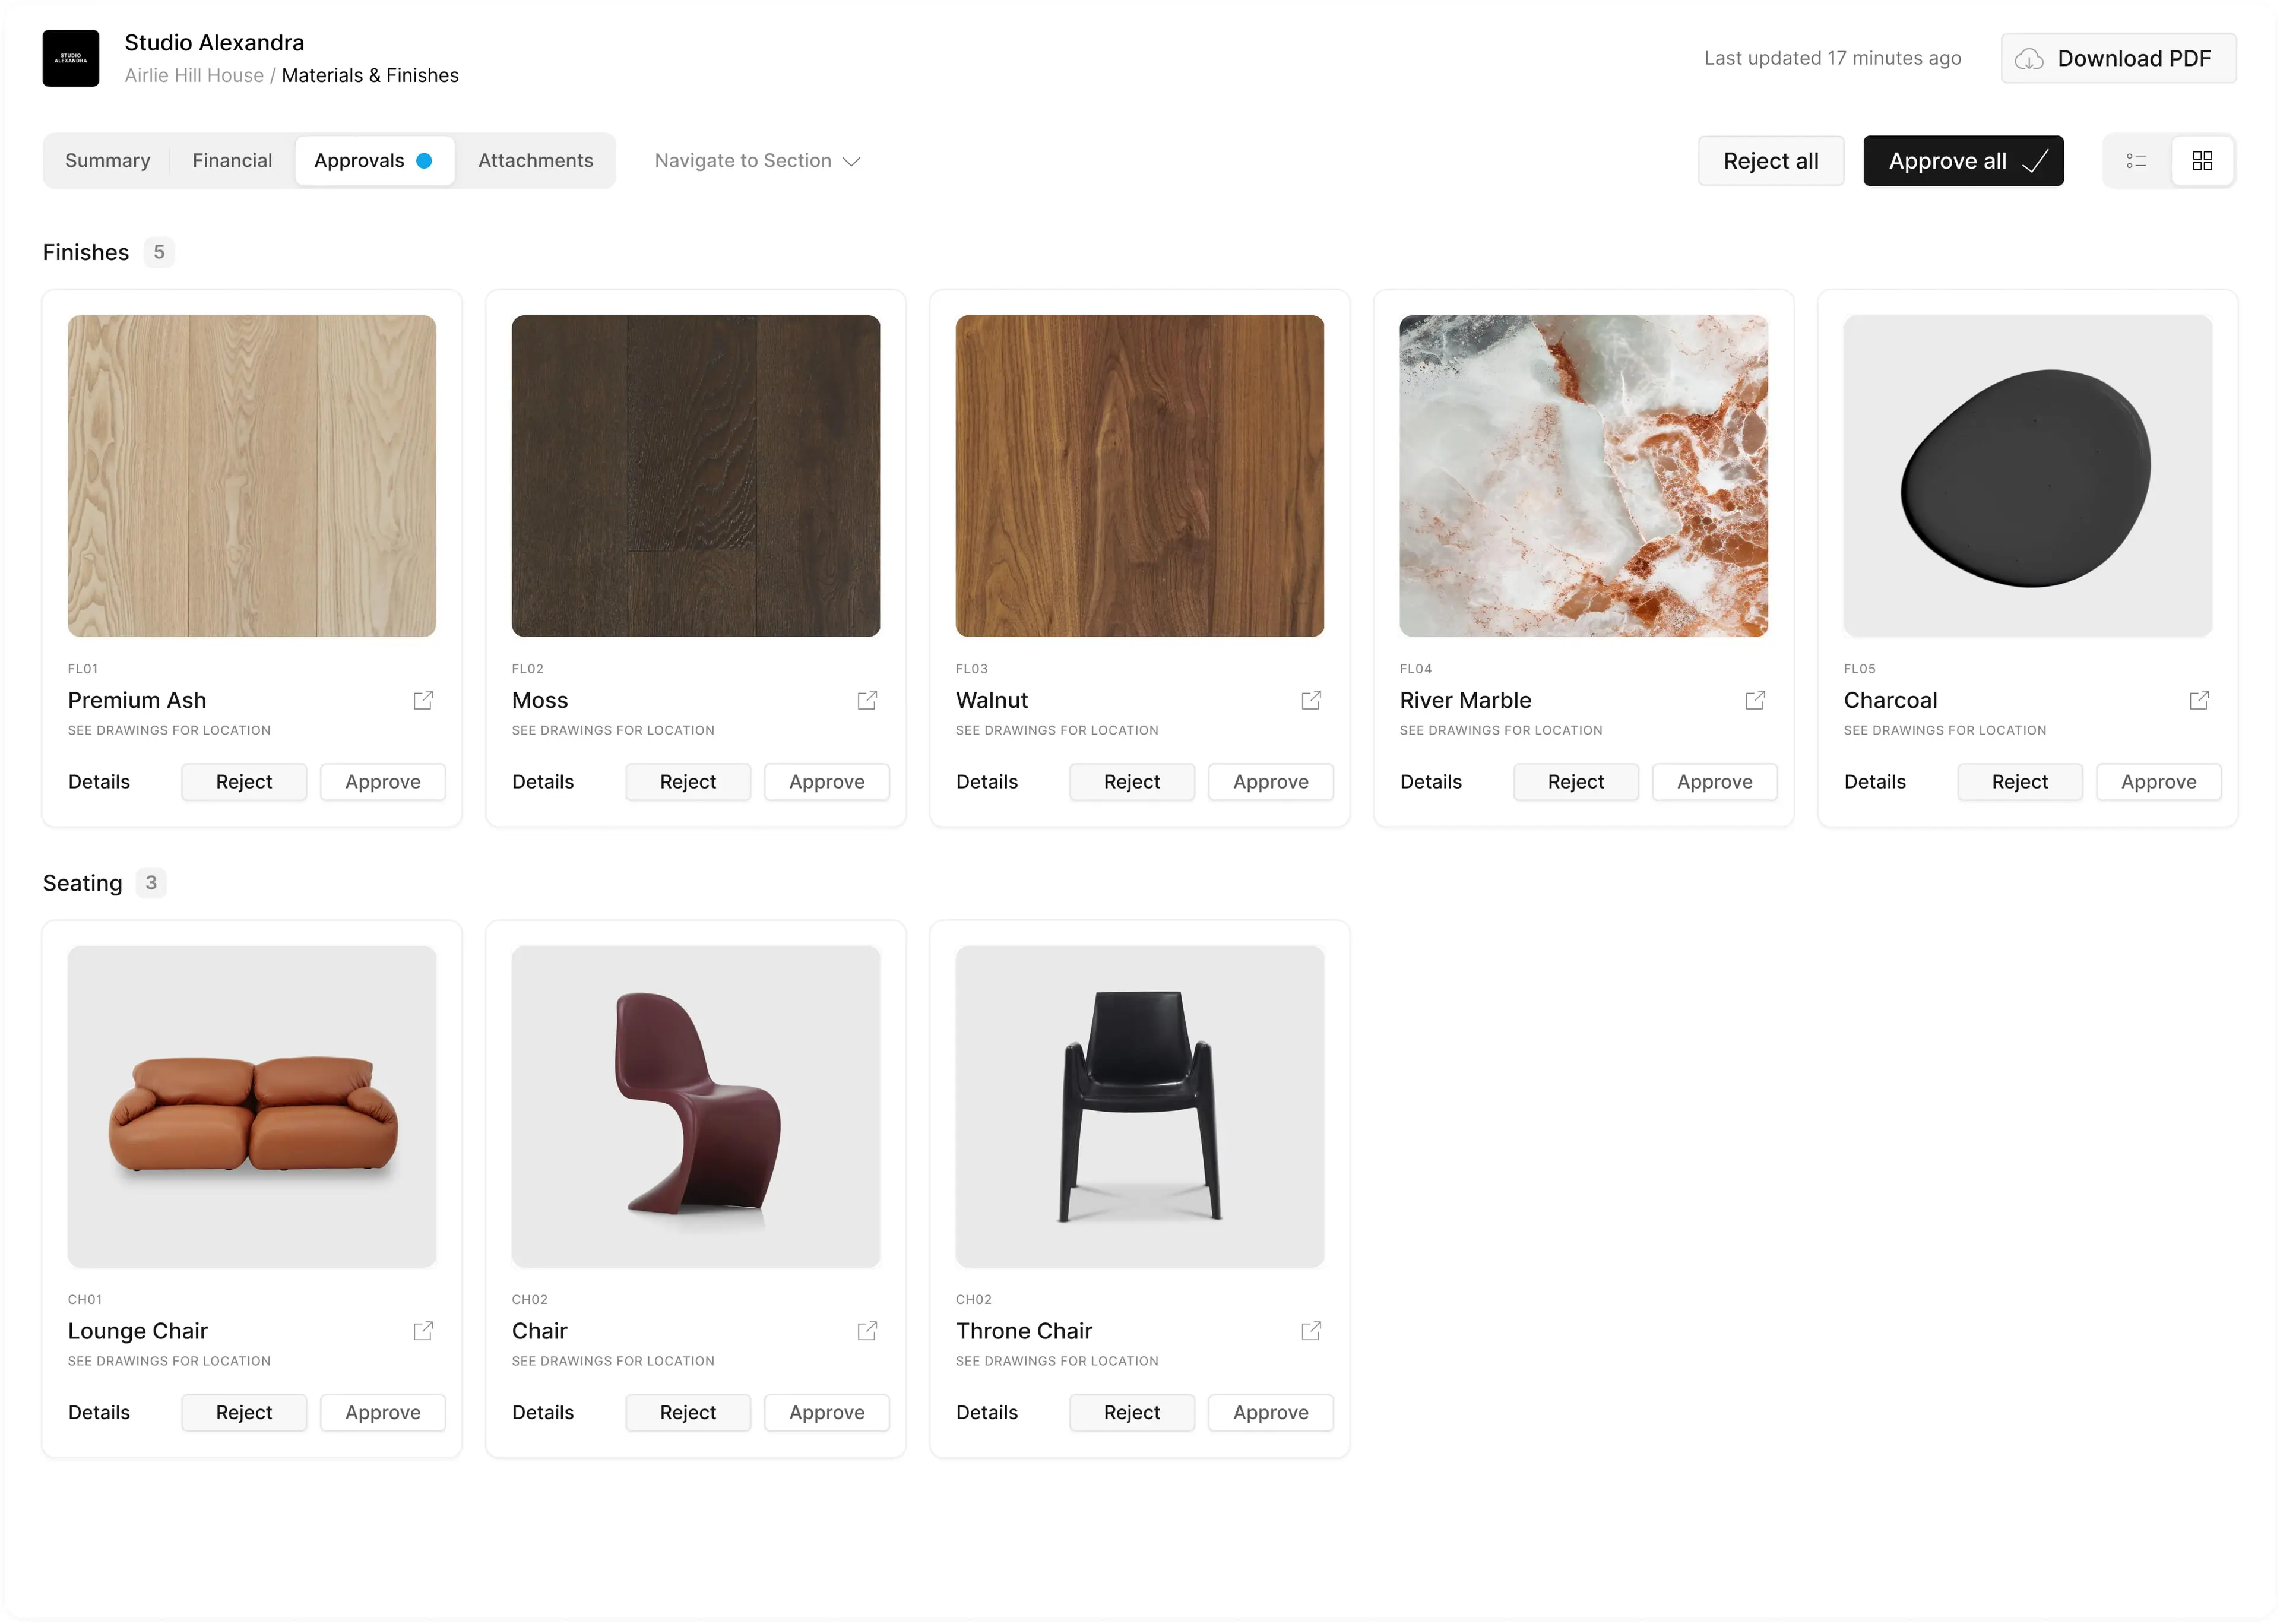 STUDIO
ALEXANDRA
Studio Alexandra
Airlie Hill House / Materials & Finishes
Last updated 17 minutes ago
Download PDF
Summary
Financial
Approvals
Attachments
Navigate to Section
Reject all
Approve all
Finishes 5
FL01
Premium Ash
SEE DRAWINGS FOR LOCATION
Details Reject Approve
FL02
Moss
SEE DRAWINGS FOR LOCATION
Details Reject Approve
FL03
Walnut
SEE DRAWINGS FOR LOCATION
Details Reject Approve
FL04
River Marble
SEE DRAWINGS FOR LOCATION
Details Reject Approve
FL05
Charcoal
SEE DRAWINGS FOR LOCATION
Details Reject Approve
Seating 3
CH01
Lounge Chair
SEE DRAWINGS FOR LOCATION
Details Reject Approve
CH02
Chair
SEE DRAWINGS FOR LOCATION
Details Reject Approve
CH02
Throne Chair
SEE DRAWINGS FOR LOCATION
Details Reject Approve